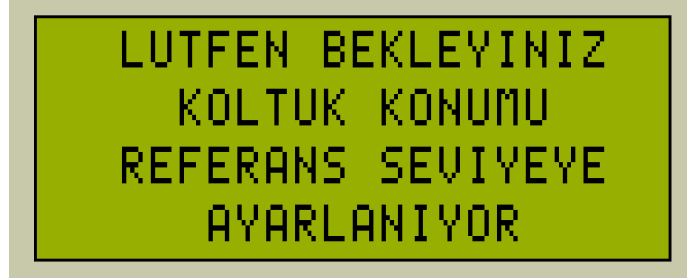 LUTFEN BEKLEYINIZ
KOLTUK KONUMU
REFERANS SEVIYEYE
AYARLANIYOR